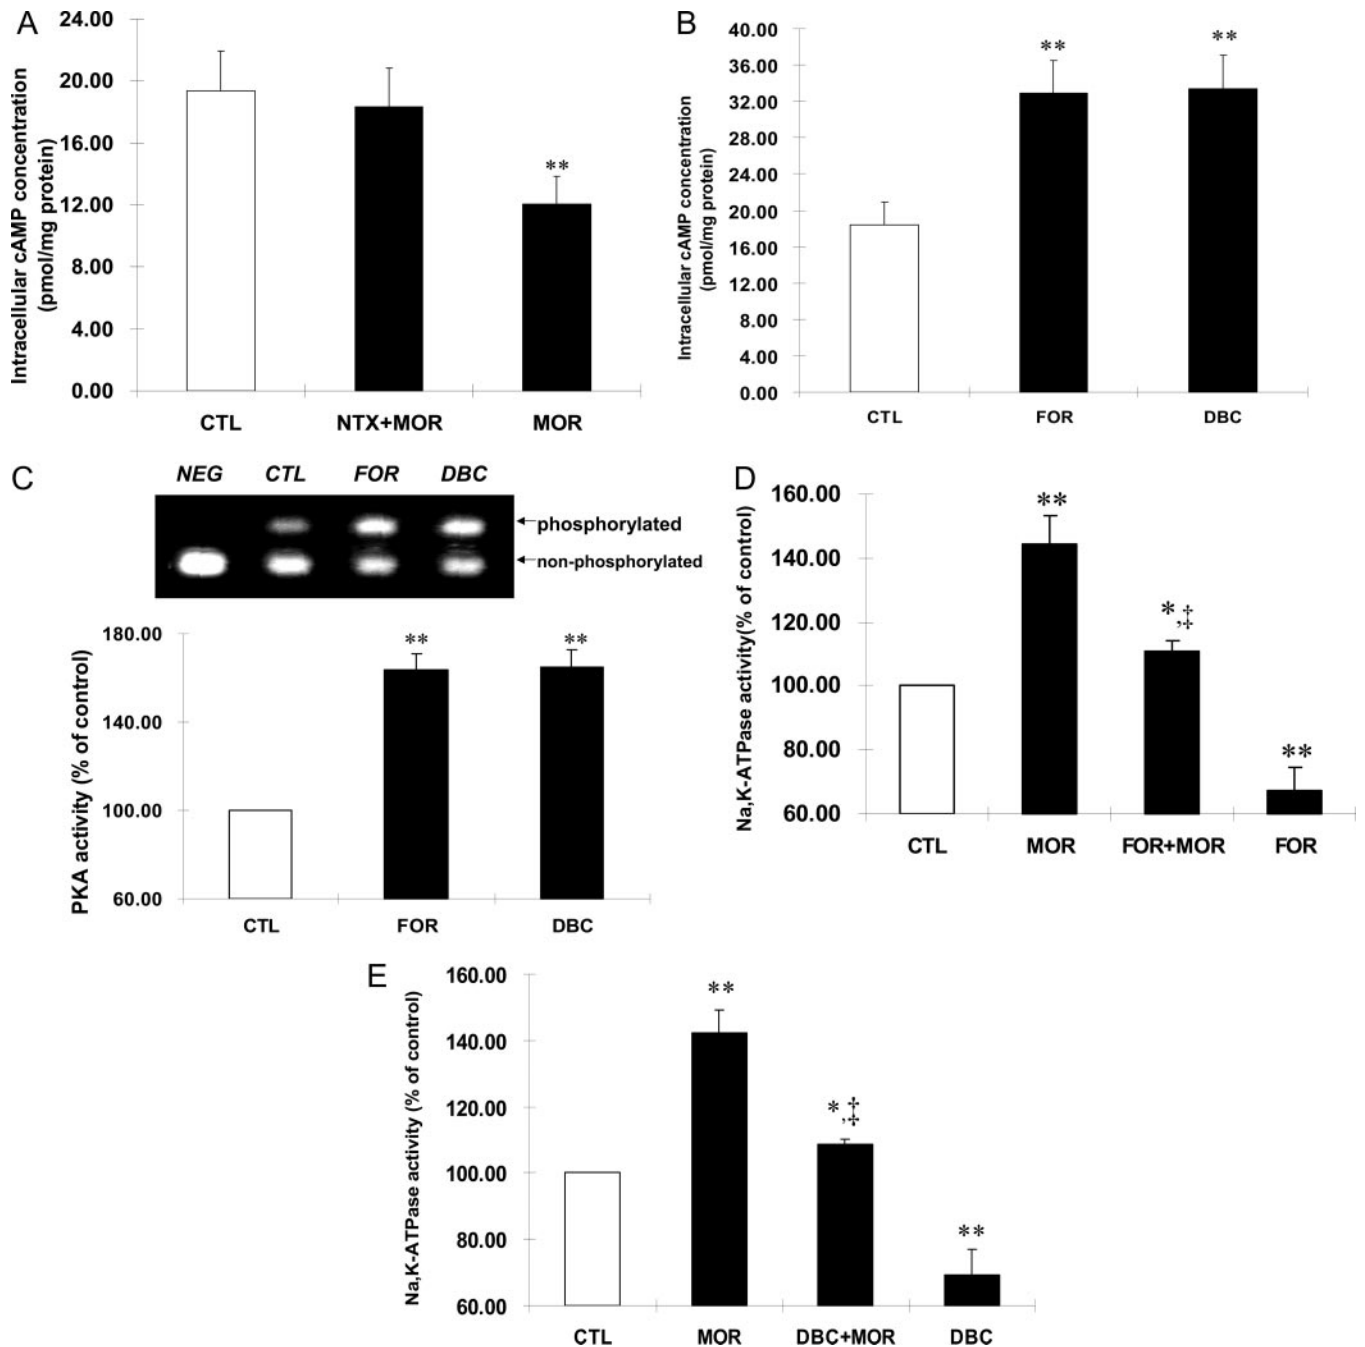 A
Intracellular cAMP concentration
(pmol/mg protein)
24.00
20.00
16.00
12.00
8.00
4.00
0.00
**
CTL NTX+MOR MOR
B
Intracellular cAMP concentration
(pmol/mg protein)
40.00
36.00
32.00
28.00
24.00
20.00
16.00
12.00
8.00
4.00
0.00
** **
CTL FOR DBC
C
NEG CTL FOR DBC
phosphorylated
non-phosphorylated
PKA activity (% of control)
180.00
140.00
100.00
60.00
** **
CTL FOR DBC
D
Na,K-ATPase activity(% of control)
160.00
140.00
120.00
100.00
80.00
60.00
**
*,‡
**
CTL MOR FOR+MOR FOR
E
Na,K-ATPase activity (% of control)
160.00
140.00
120.00
100.00
80.00
60.00
**
*,‡
**
CTL MOR DBC+MOR DBC